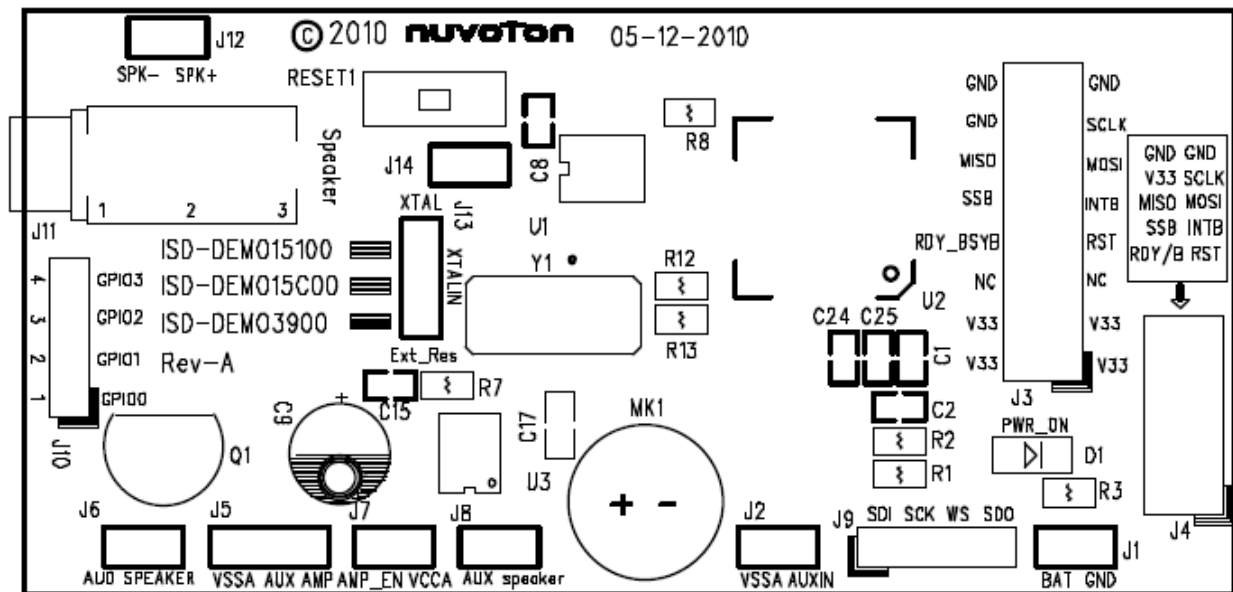 J12
© 2010 nuvoTon 05-12-2010
SPK- SPK+
RESET1
Speaker
1 2 3
J11
J14
C8
U1
R8
XTAL
J13
XTALIN
Ext_Res
ISD-DEMO15100
ISD-DEMO15C00
ISD-DEMO3900
Rev-A
4 GPIO3
3 GPIO2
2 GPIO1
1 GPIO0
J10
Y1
R12
R13
U2
GND GND
GND SCLK
MISO MOSI
SSB INTB
RDY_BSYB RST
NC NC
V33 V33
V33 V33
J3
GND GND
V33 SCLK
MISO MOSI
SSB INTB
RDY/B RST
C24 C25 C1
C2
R2
R1
PWR_ON
D1
R3
J4
Q1
C9
+
C15
R7
C17
U3
MK1
+ -
J6
AUD SPEAKER
J5
VSSA AUX AMP
J7
AMP_EN VCCA
J8
AUX speaker
J2
VSSA AUXIN
J9
SDI SCK WS SDO
J1
BAT GND